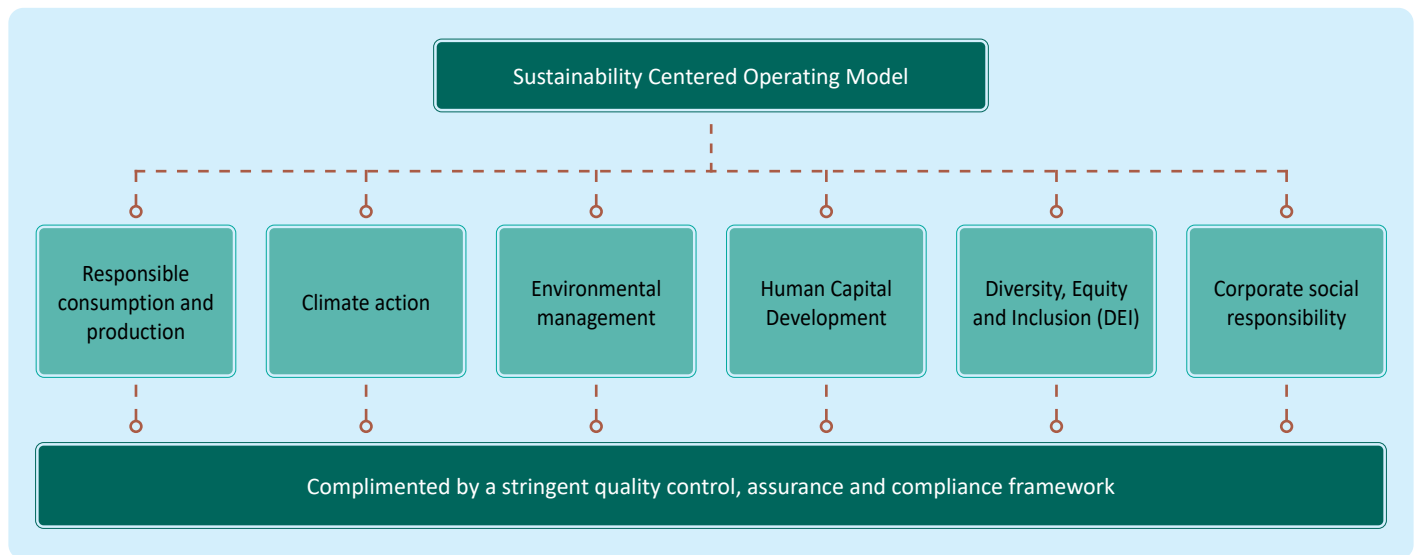 Sustainability Centered Operating Model
Responsible
consumption and
production
Climate action
Environmental
management
Human Capital
Development
Diversity, Equity
and Inclusion (DEI)
Corporate social
responsibility
Complimented by a stringent quality control, assurance and compliance framework